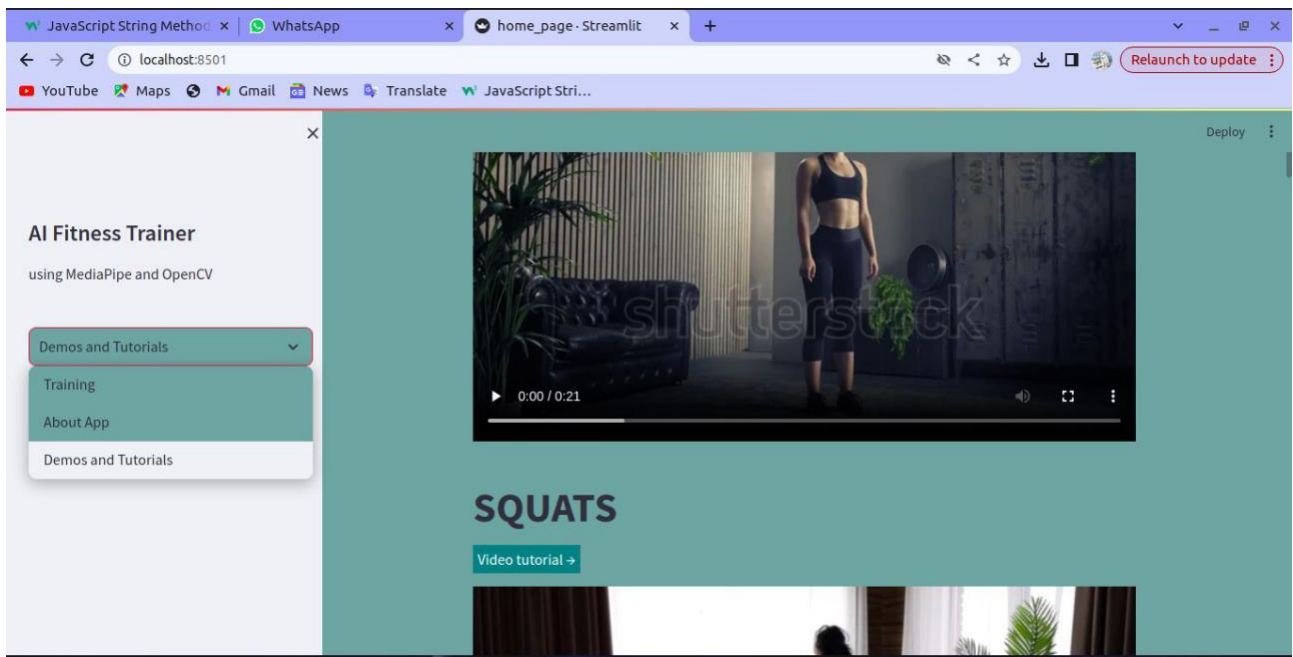 JavaScript String Method
WhatsApp
home_page · Streamlit
localhost:8501
Relaunch to update
YouTube
Maps
Gmail
News
Translate
JavaScript Stri...
Deploy
AI Fitness Trainer
using MediaPipe and OpenCV
Demos and Tutorials
Training
About App
Demos and Tutorials
shutterstock
0:00 / 0:21
SQUATS
Video tutorial →